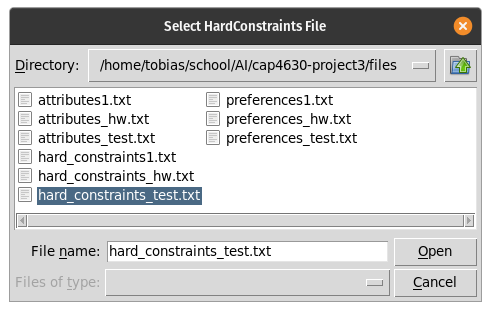 Select HardConstraints File
Directory: /home/tobias/school/AI/cap4630-project3/files
attributes1.txt
attributes_hw.txt
attributes_test.txt
hard_constraints1.txt
hard_constraints_hw.txt
hard_constraints_test.txt
preferences1.txt
preferences_hw.txt
preferences_test.txt
File name: hard_constraints_test.txt Open
Files of type: Cancel